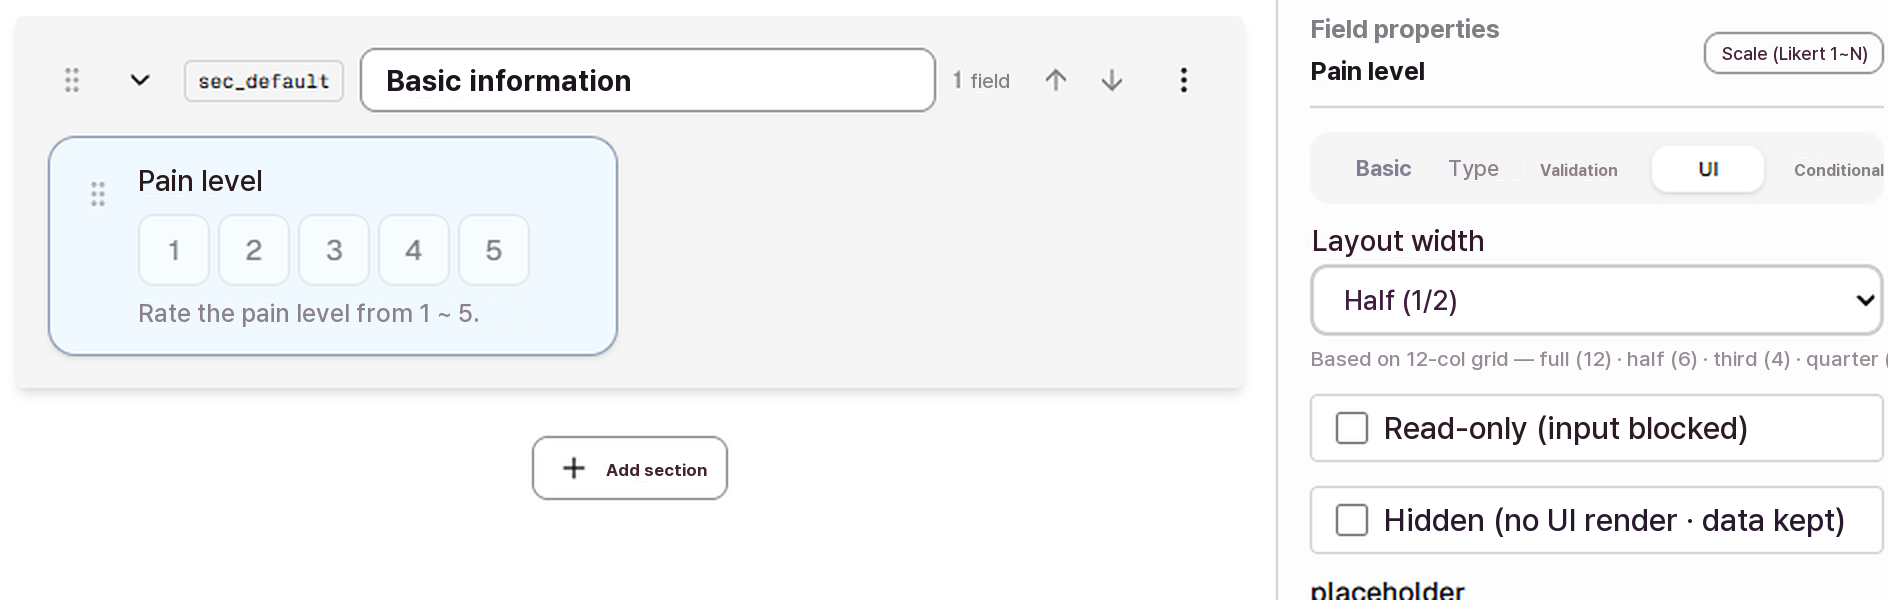 sec_default
Basic information
1 field
Pain level
1 2 3 4 5
Rate the pain level from 1 ~ 5.
Add section
Field properties
Pain level
Scale (Likert 1~N)
Basic Type Validation UI Conditional
Layout width
Half (1/2)
Based on 12-col grid — full (12) · half (6) · third (4) · quarter (
Read-only (input blocked)
Hidden (no UI render · data kept)
placeholder